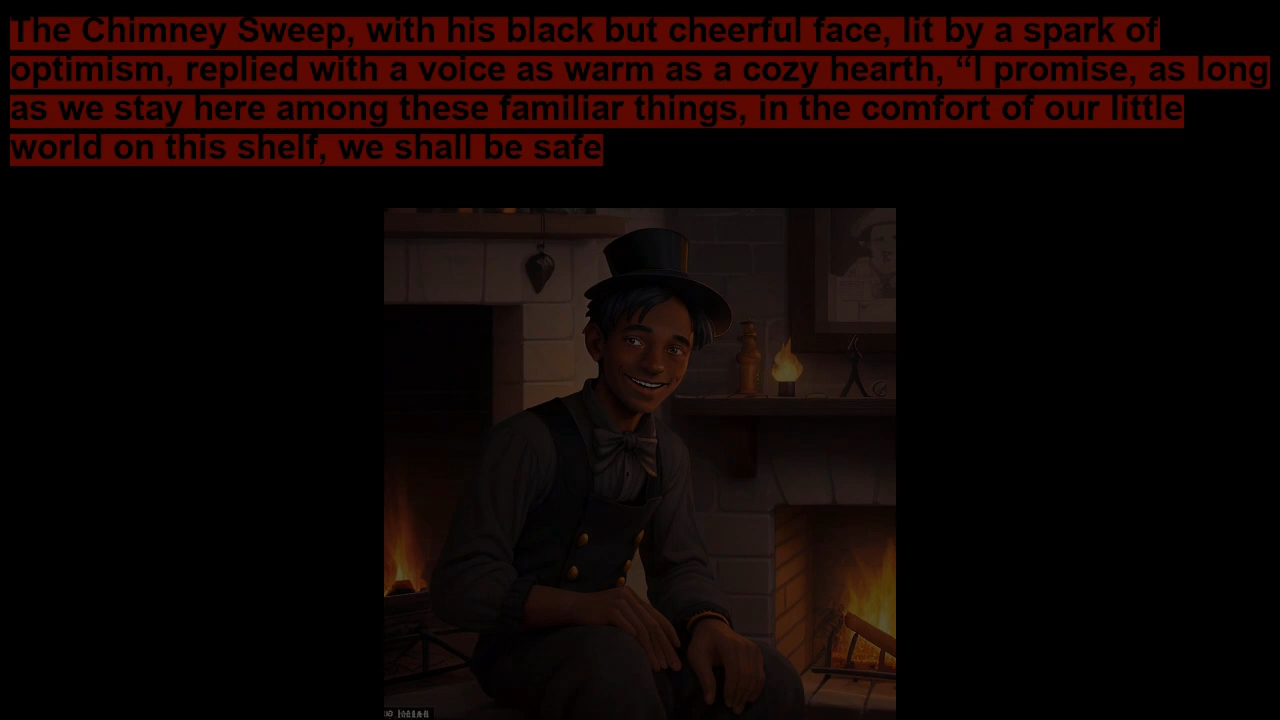 The Chimney Sweep, with his black but cheerful face, lit by a spark of
optimism, replied with a voice as warm as a cozy hearth, “I promise, as long
as we stay here among these familiar things, in the comfort of our little
world on this shelf, we shall be safe